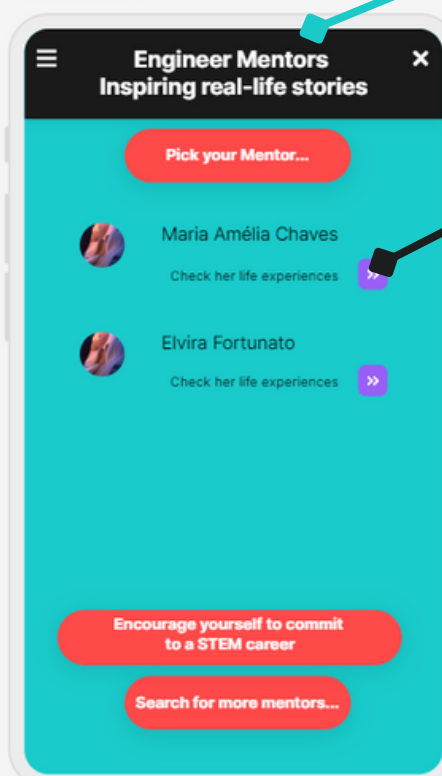 Engineer Mentors
Inspiring real-life stories
Pick your Mentor...
Maria Amélia Chaves
Check her life experiences
Elvira Fortunato
Check her life experiences
Encourage yourself to commit
to a STEM career
Search for more mentors...